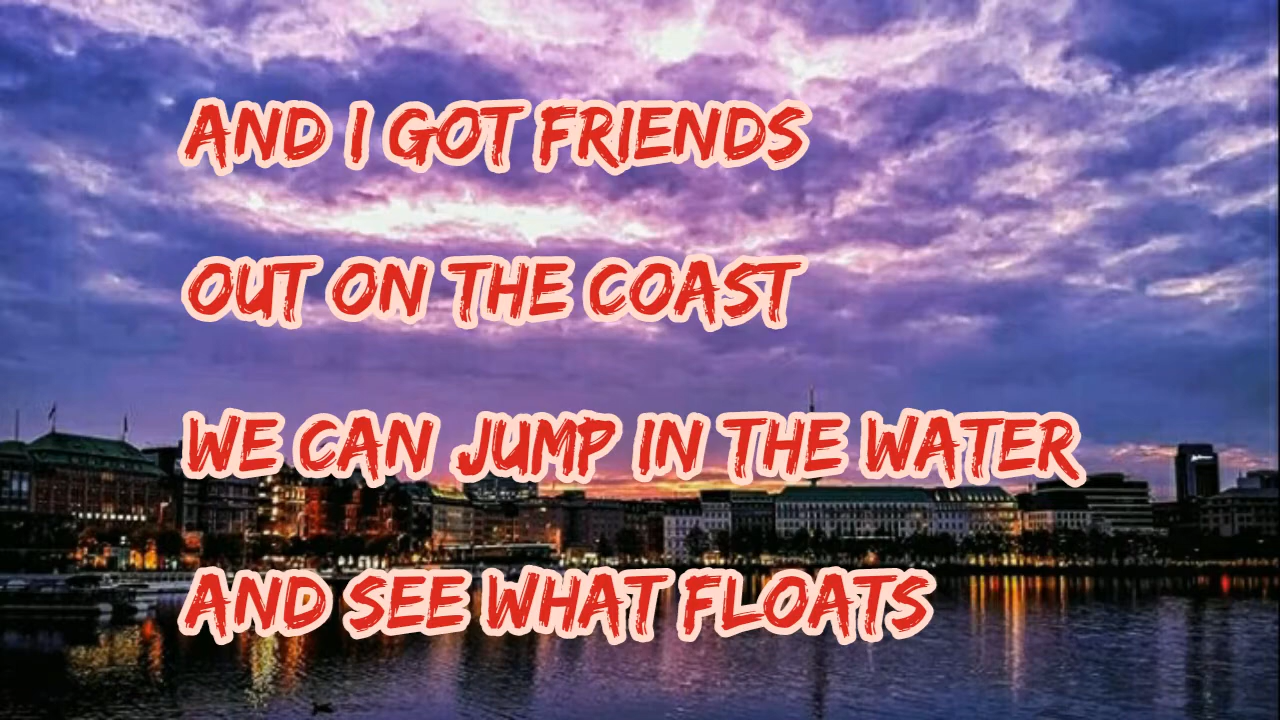 AND I GOT FRIENDS
OUT ON THE COAST
WE CAN JUMP IN THE WATER
AND SEE WHAT FLOATS